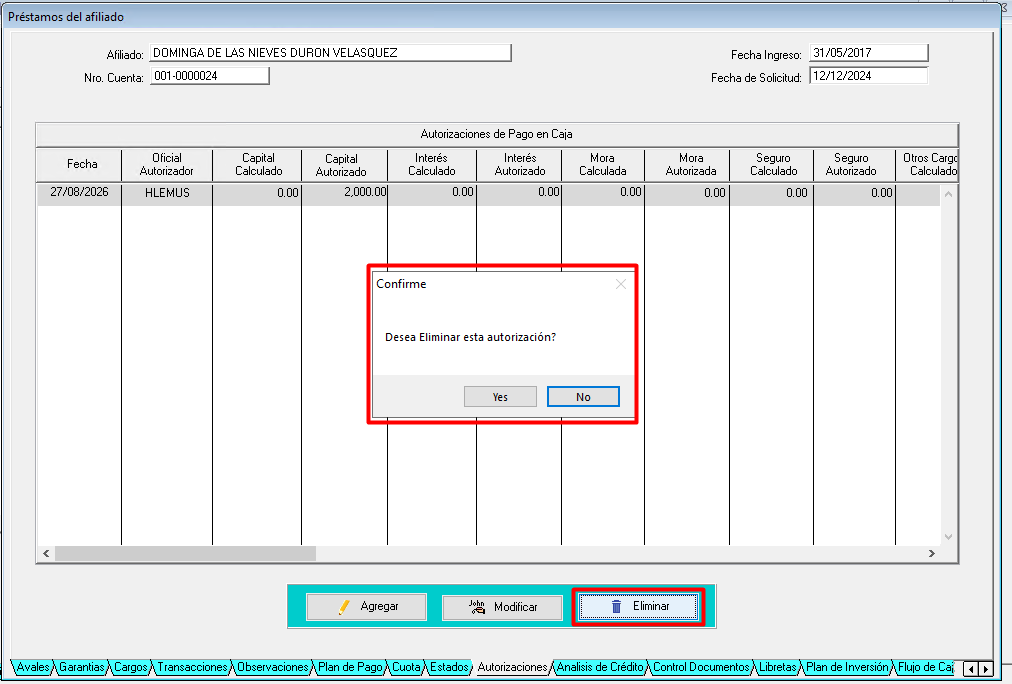 Préstamos del afiliado
Afiliado: DOMINGA DE LAS NIEVES DURON VELASQUEZ
Fecha Ingreso: 31/05/2017
Nro. Cuenta: 001-0000024
Fecha de Solicitud: 12/12/2024
Autorizaciones de Pago en Caja
Fecha
Oficial
Autorizador
Capital
Calculado
Capital
Autorizado
Interés
Calculado
Interés
Autorizado
Mora
Calculada
Mora
Autorizada
Seguro
Calculado
Seguro
Autorizado
Otros Cargo
Calculado
27/08/2026 HLEMUS 0.00 2,000.00 0.00 0.00 0.00 0.00 0.00 0.00
Confirme
Desea Eliminar esta autorización?
Yes No
Agregar John Modificar Eliminar
Avales Garantias Cargos Transacciones Observaciones Plan de Pago Cuota Estados Autorizaciones Analisis de Crédito Control Documentos Libretas Plan de Inversión Flujo de Caj